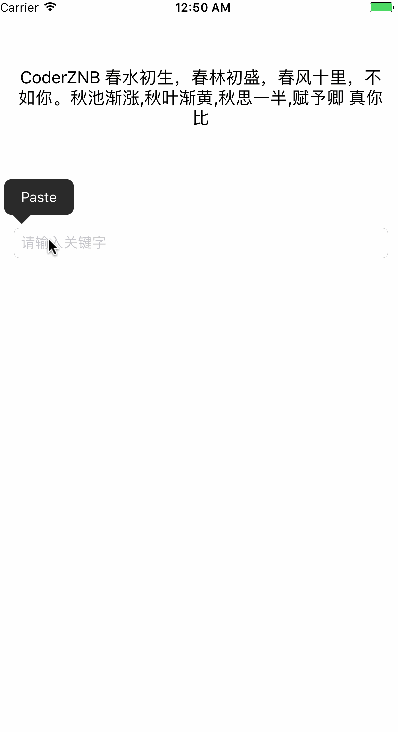 Carrier 12:50 AM
CoderZNB 春水初生，春林初盛，春风十里，不
如你。秋池渐涨,秋叶渐黄,秋思一半,赋予卿 真你
比
Paste
请输入关键字